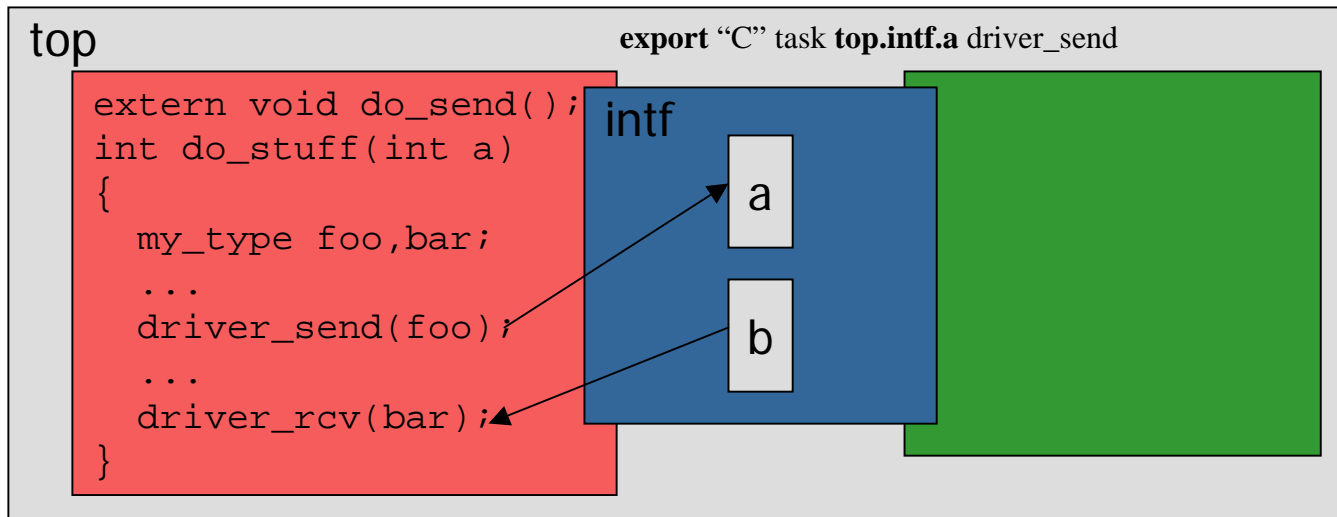 top
export “C” task top.intf.a driver_send
extern void do_send();
int do_stuff(int a)
{
my_type foo,bar;
...
driver_send(foo);
...
driver_rcv(bar);
}
intf
a
b